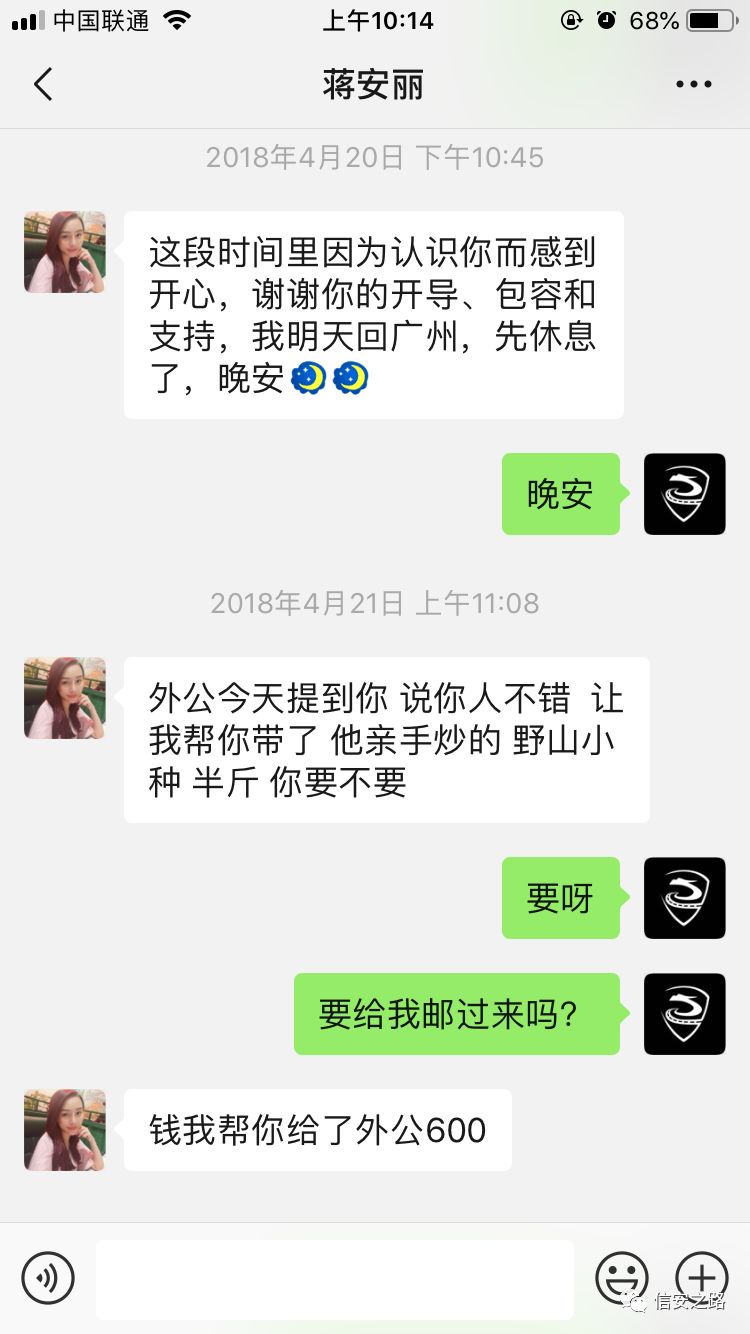 中国联通 上午10:14 68%
蒋安丽
2018年4月20日 下午10:45
这段时间里因为认识你而感到
开心，谢谢你的开导、包容和
支持，我明天回广州，先休息
了，晚安
晚安
2018年4月21日 上午11:08
外公今天提到你 说你人不错  让
我帮你带了 他亲手炒的 野山小
种 半斤 你要不要
要呀
要给我邮过来吗？
钱我帮你给了外公600
信安之路